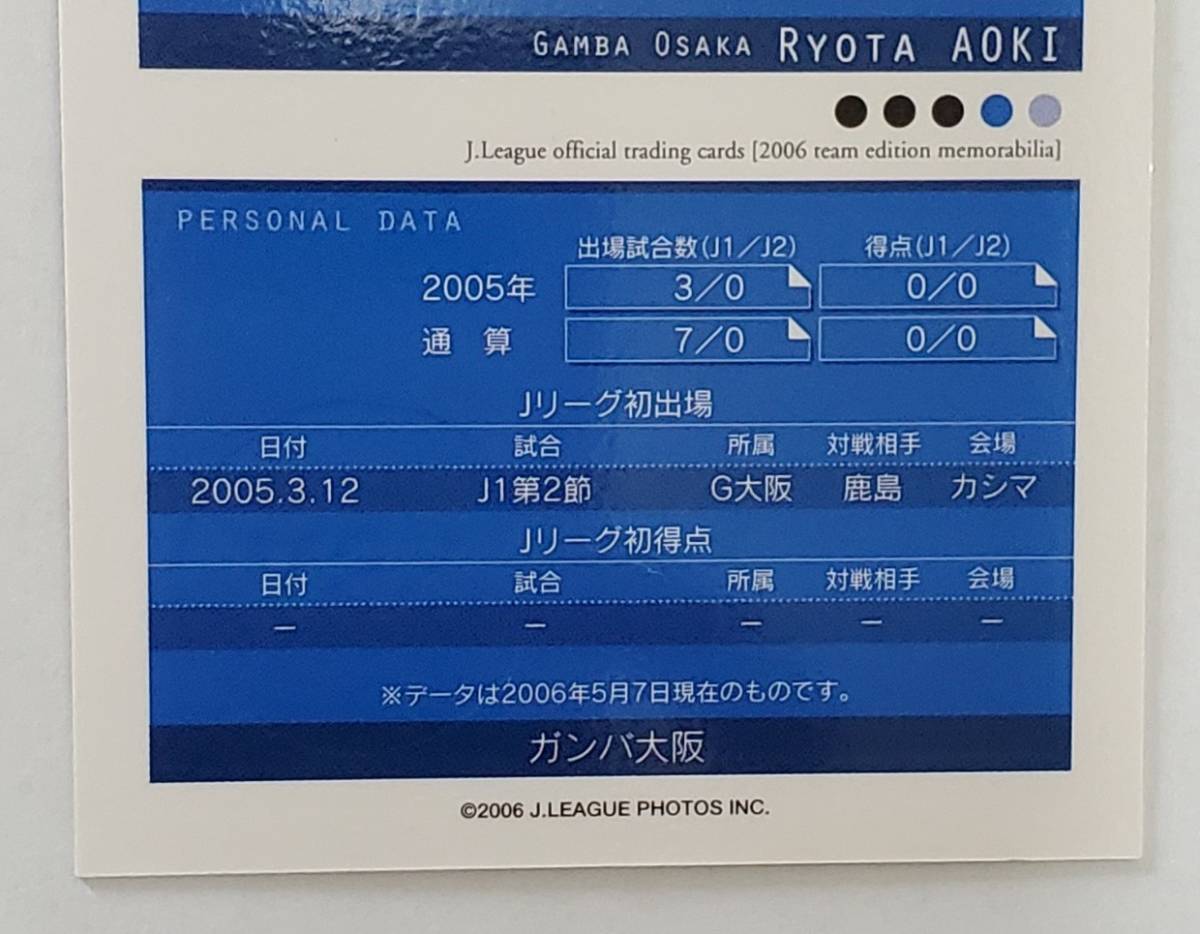 GAMBA OSAKA RYOTA AOKI
J.League official trading cards [2006 team edition memorabilia]
PERSONAL DATA
出場試合数(J1/J2) 得点(J1/J2)
2005年 3/0 0/0
通算 7/0 0/0
Jリーグ初出場
日付 試合 所属 対戦相手 会場
2005.3.12 J1第2節 G大阪 鹿島 カシマ
Jリーグ初得点
日付 試合 所属 対戦相手 会場
— — — — —
※データは2006年5月7日現在のものです。
ガンバ大阪
©2006 J.LEAGUE PHOTOS INC.